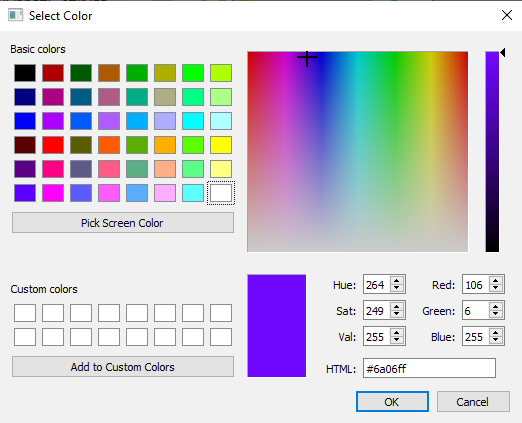 Select Color
Basic colors
Pick Screen Color
Custom colors
Add to Custom Colors
Hue: 264 Red: 106
Sat: 249 Green: 6
Val: 255 Blue: 255
HTML: #6a06ff
OK Cancel